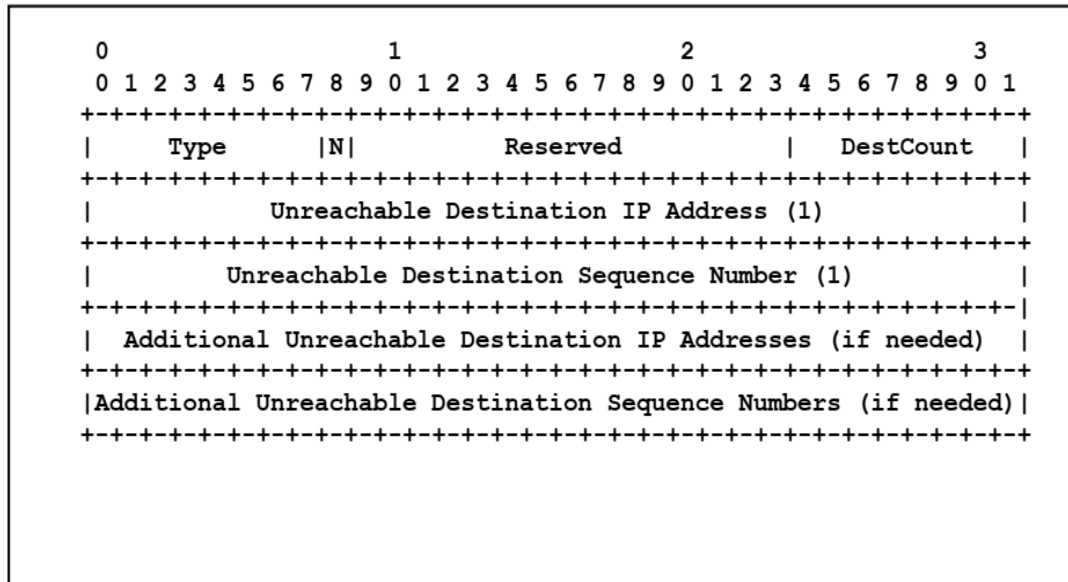 0                   1                   2                   3
 0 1 2 3 4 5 6 7 8 9 0 1 2 3 4 5 6 7 8 9 0 1 2 3 4 5 6 7 8 9 0 1
+-+-+-+-+-+-+-+-+-+-+-+-+-+-+-+-+-+-+-+-+-+-+-+-+-+-+-+-+-+-+-+-+
|     Type      |N|          Reserved           |   DestCount   |
+-+-+-+-+-+-+-+-+-+-+-+-+-+-+-+-+-+-+-+-+-+-+-+-+-+-+-+-+-+-+-+-+
|            Unreachable Destination IP Address (1)             |
+-+-+-+-+-+-+-+-+-+-+-+-+-+-+-+-+-+-+-+-+-+-+-+-+-+-+-+-+-+-+-+-+
|         Unreachable Destination Sequence Number (1)           |
+-+-+-+-+-+-+-+-+-+-+-+-+-+-+-+-+-+-+-+-+-+-+-+-+-+-+-+-+-+-+-+-|
|  Additional Unreachable Destination IP Addresses (if needed)  |
+-+-+-+-+-+-+-+-+-+-+-+-+-+-+-+-+-+-+-+-+-+-+-+-+-+-+-+-+-+-+-+-+
|Additional Unreachable Destination Sequence Numbers (if needed)|
+-+-+-+-+-+-+-+-+-+-+-+-+-+-+-+-+-+-+-+-+-+-+-+-+-+-+-+-+-+-+-+-+